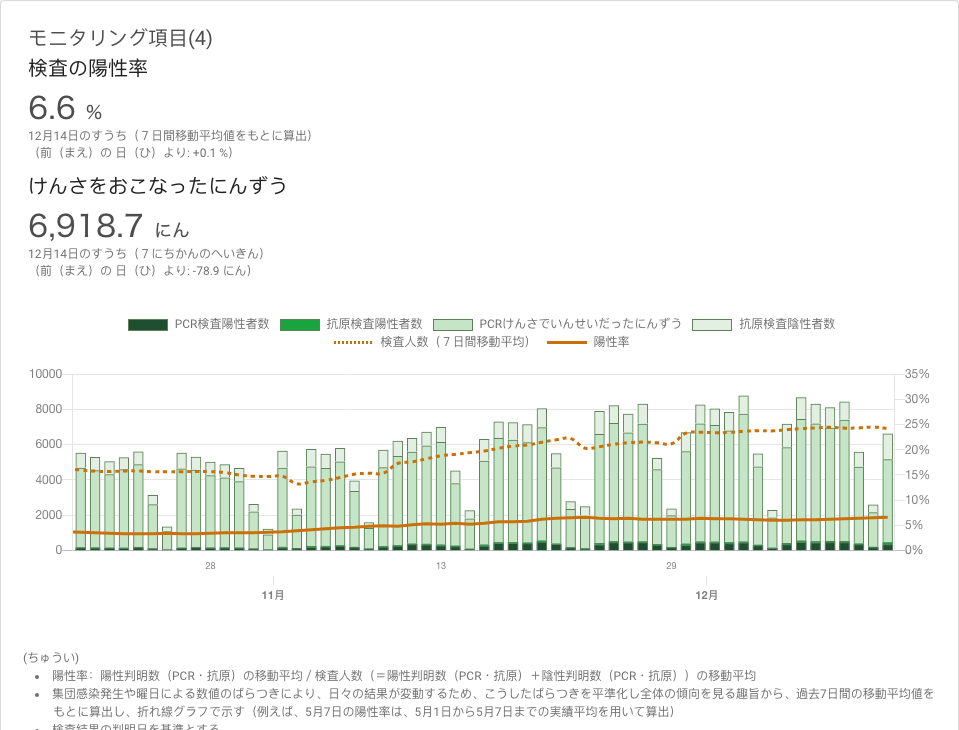 モニタリング項目(4)
検査の陽性率
6.6 %
12月14日のすうち（７日間移動平均値をもとに算出）
（前（まえ）の 日（ひ）より: +0.1 %）
けんさをおこなったにんずう
6,918.7 にん
12月14日のすうち（７にちかんのへいきん）
（前（まえ）の 日（ひ）より: -78.9 にん）
PCR検査陽性者数 抗原検査陽性者数 PCRけんさでいんせいだったにんずう 抗原検査陰性者数
検査人数（７日間移動平均） 陽性率
10000 35%
30%
8000
25%
6000 20%
4000 15%
10%
2000
5%
0 0%
28 13 29
11月 12月
(ちゅうい)
• 陽性率：陽性判明数（PCR・抗原）の移動平均 / 検査人数（＝陽性判明数（PCR・抗原）＋陰性判明数（PCR・抗原））の移動平均
• 集団感染発生や曜日による数値のばらつきにより、日々の結果が変動するため、こうしたばらつきを平準化し全体の傾向を見る趣旨から、過去7日間の移動平均値を
もとに算出し、折れ線グラフで示す（例えば、5月7日の陽性率は、5月1日から5月7日までの実績平均を用いて算出）
• 検査結果の判明日を基準とする